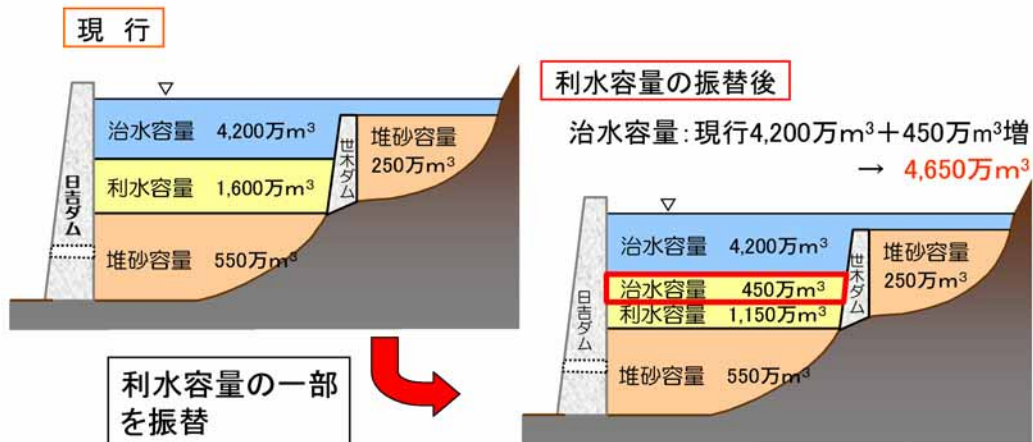 現 行
▽
治水容量 4,200万m³
利水容量 1,600万m³
堆砂容量 550万m³
堆砂容量
250万m³
日吉ダム
世木ダム
利水容量の一部
を振替
利水容量の振替後
治水容量:現行4,200万m³+450万m³増
→ 4,650万m³
▽
治水容量 4,200万m³
治水容量 450万m³
利水容量 1,150万m³
堆砂容量 550万m³
堆砂容量
250万m³
日吉ダム
世木ダム